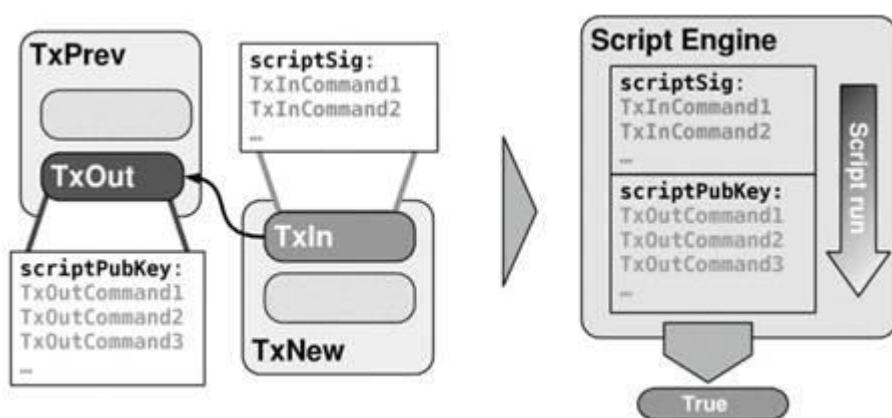 TxPrev
TxOut
scriptPubKey:
TxOutCommand1
TxOutCommand2
TxOutCommand3
…
scriptSig:
TxInCommand1
TxInCommand2
…
TxIn
TxNew
Script Engine
scriptSig:
TxInCommand1
TxInCommand2
…
scriptPubKey:
TxOutCommand1
TxOutCommand2
TxOutCommand3
…
Script run
True